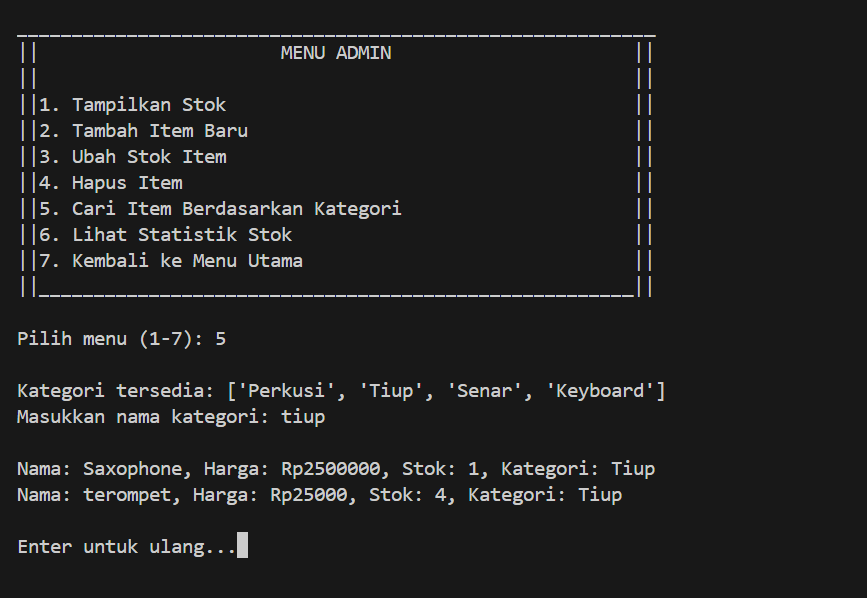 __________________________________________________________
||                      MENU ADMIN                      ||
||                                                      ||
||1. Tampilkan Stok                                     ||
||2. Tambah Item Baru                                   ||
||3. Ubah Stok Item                                     ||
||4. Hapus Item                                         ||
||5. Cari Item Berdasarkan Kategori                     ||
||6. Lihat Statistik Stok                               ||
||7. Kembali ke Menu Utama                              ||
||______________________________________________________||
Pilih menu (1-7): 5
Kategori tersedia: ['Perkusi', 'Tiup', 'Senar', 'Keyboard']
Masukkan nama kategori: tiup
Nama: Saxophone, Harga: Rp2500000, Stok: 1, Kategori: Tiup
Nama: terompet, Harga: Rp25000, Stok: 4, Kategori: Tiup
Enter untuk ulang...